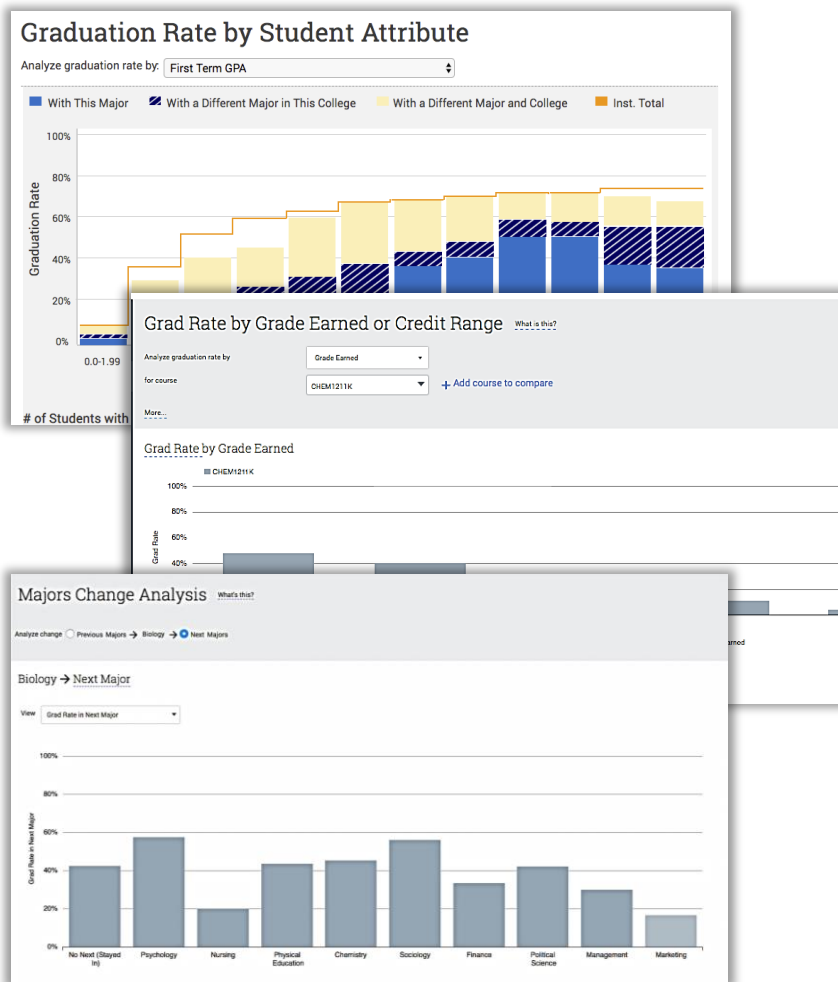 Graduation Rate by Student Attribute
Analyze graduation rate by: First Term GPA
With This Major With a Different Major in This College With a Different Major and College Inst. Total
100%
80%
60%
40%
20%
0%
Graduation Rate
0.0-1.99
# of Students with
Grad Rate by Grade Earned or Credit Range What is this?
Analyze graduation rate by Grade Earned
for course CHEM1211K + Add course to compare
More...
Grad Rate by Grade Earned
CHEM1211K
100%
80%
60%
40%
Grad Rate
arned
Majors Change Analysis What's this?
Analyze change Previous Majors → Biology → Next Majors
Biology → Next Major
View Grad Rate in Next Major
100%
80%
60%
40%
20%
0%
Grad Rate in Next Major
No Next (Stayed Psychology Nursing Physical Chemistry Sociology Finance Political Management Marketing
In) Education Science